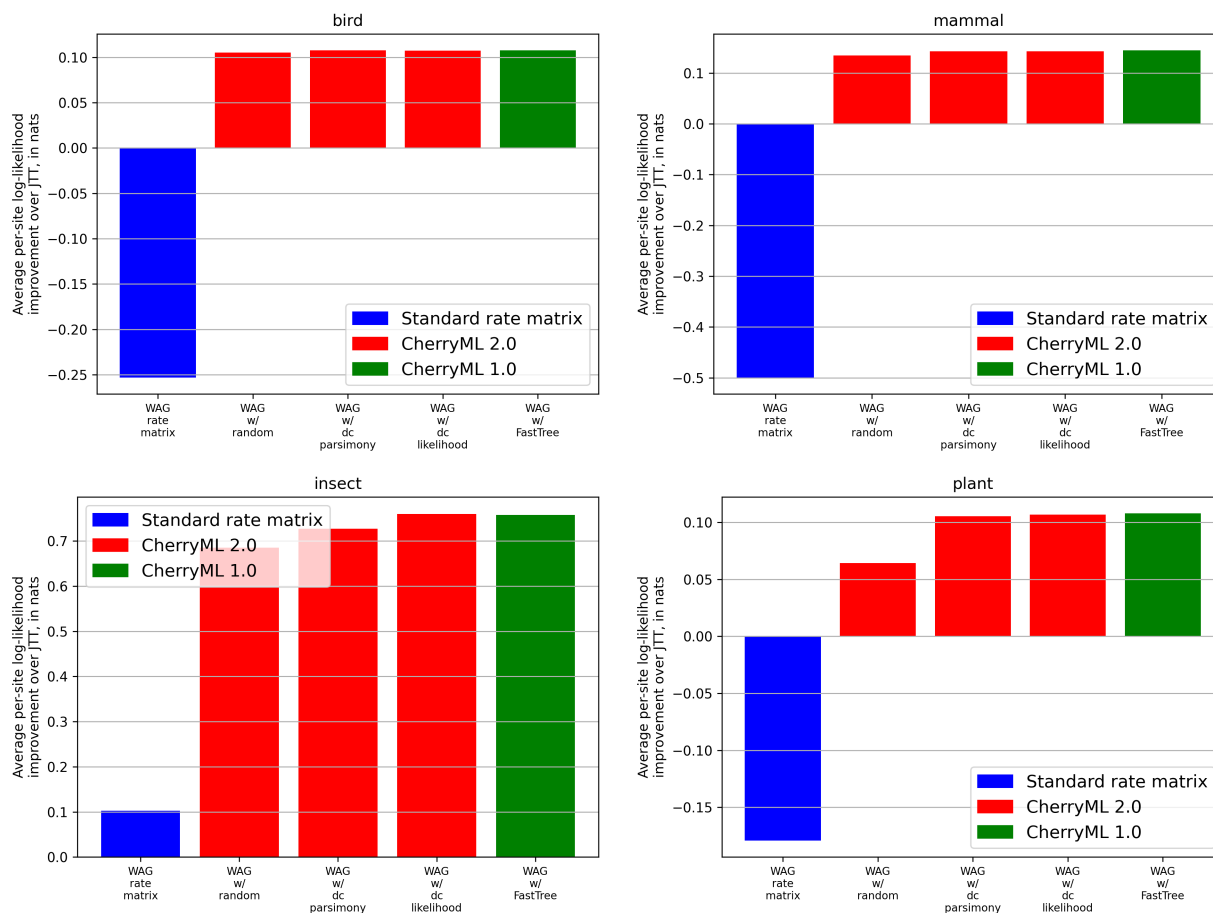 bird
Average per-site log-likelihood
improvement over JTT, in nats
0.10
0.05
0.00
−0.05
−0.10
−0.15
−0.20
−0.25
Standard rate matrix
CherryML 2.0
CherryML 1.0
WAG
rate
matrix
WAG
w/
random
WAG
w/
dc
parsimony
WAG
w/
dc
likelihood
WAG
w/
FastTree
mammal
Average per-site log-likelihood
improvement over JTT, in nats
0.1
0.0
−0.1
−0.2
−0.3
−0.4
−0.5
Standard rate matrix
CherryML 2.0
CherryML 1.0
WAG
rate
matrix
WAG
w/
random
WAG
w/
dc
parsimony
WAG
w/
dc
likelihood
WAG
w/
FastTree
insect
Average per-site log-likelihood
improvement over JTT, in nats
0.7
0.6
0.5
0.4
0.3
0.2
0.1
0.0
Standard rate matrix
CherryML 2.0
CherryML 1.0
WAG
rate
matrix
WAG
w/
random
WAG
w/
dc
parsimony
WAG
w/
dc
likelihood
WAG
w/
FastTree
plant
Average per-site log-likelihood
improvement over JTT, in nats
0.10
0.05
0.00
−0.05
−0.10
−0.15
Standard rate matrix
CherryML 2.0
CherryML 1.0
WAG
rate
matrix
WAG
w/
random
WAG
w/
dc
parsimony
WAG
w/
dc
likelihood
WAG
w/
FastTree